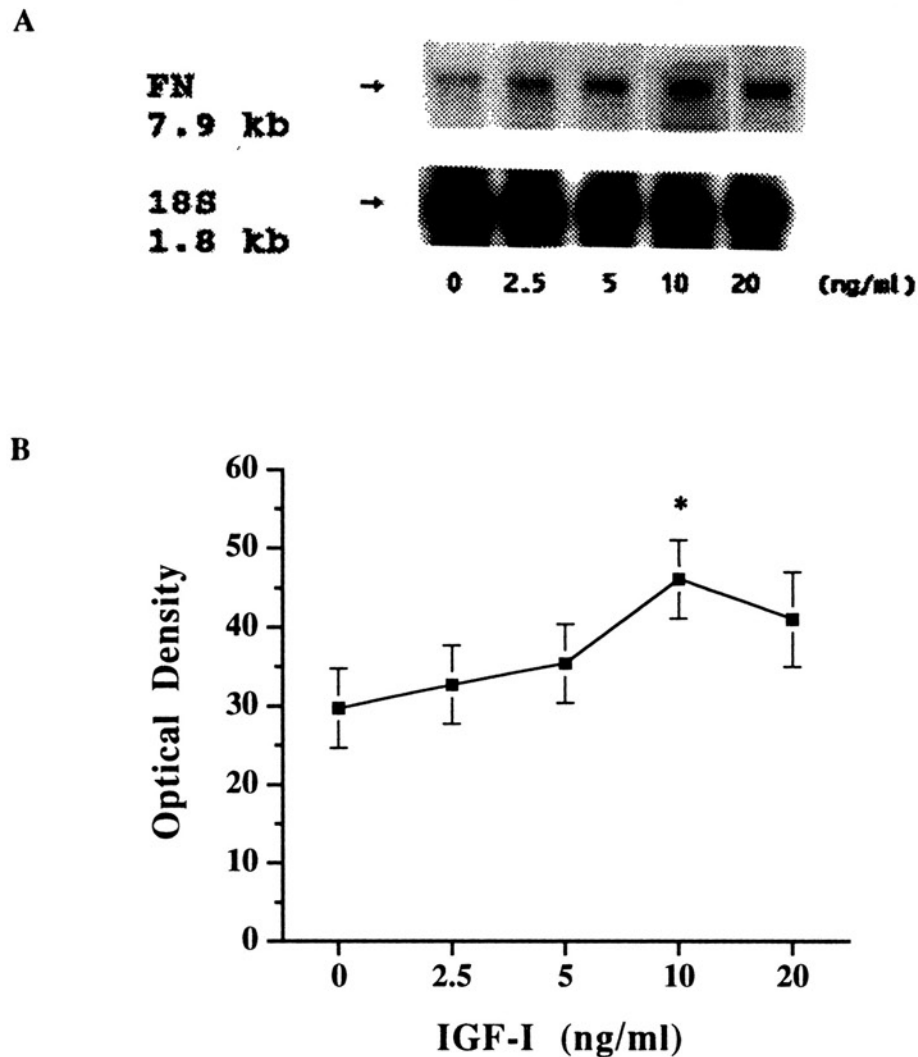 A
FN →
7.9 kb
18S →
1.8 kb
0 2.5 5 10 20 (ng/ml)
B
60
50
40
30
20
10
0
Optical Density
*
0 2.5 5 10 20
IGF-I (ng/ml)